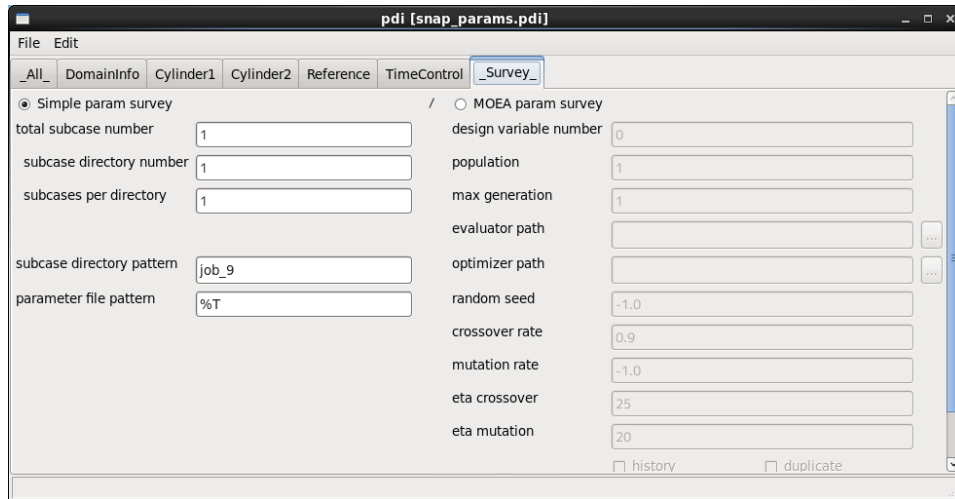 pdi [snap_params.pdi]
File Edit
_All_ DomainInfo Cylinder1 Cylinder2 Reference TimeControl _Survey_
Simple param survey / MOEA param survey
total subcase number 1 design variable number 0
subcase directory number 1 population 1
subcases per directory 1 max generation 1
evaluator path ...
subcase directory pattern job_9 optimizer path ...
parameter file pattern %T random seed -1.0
crossover rate 0.9
mutation rate -1.0
eta crossover 25
eta mutation 20
history duplicate